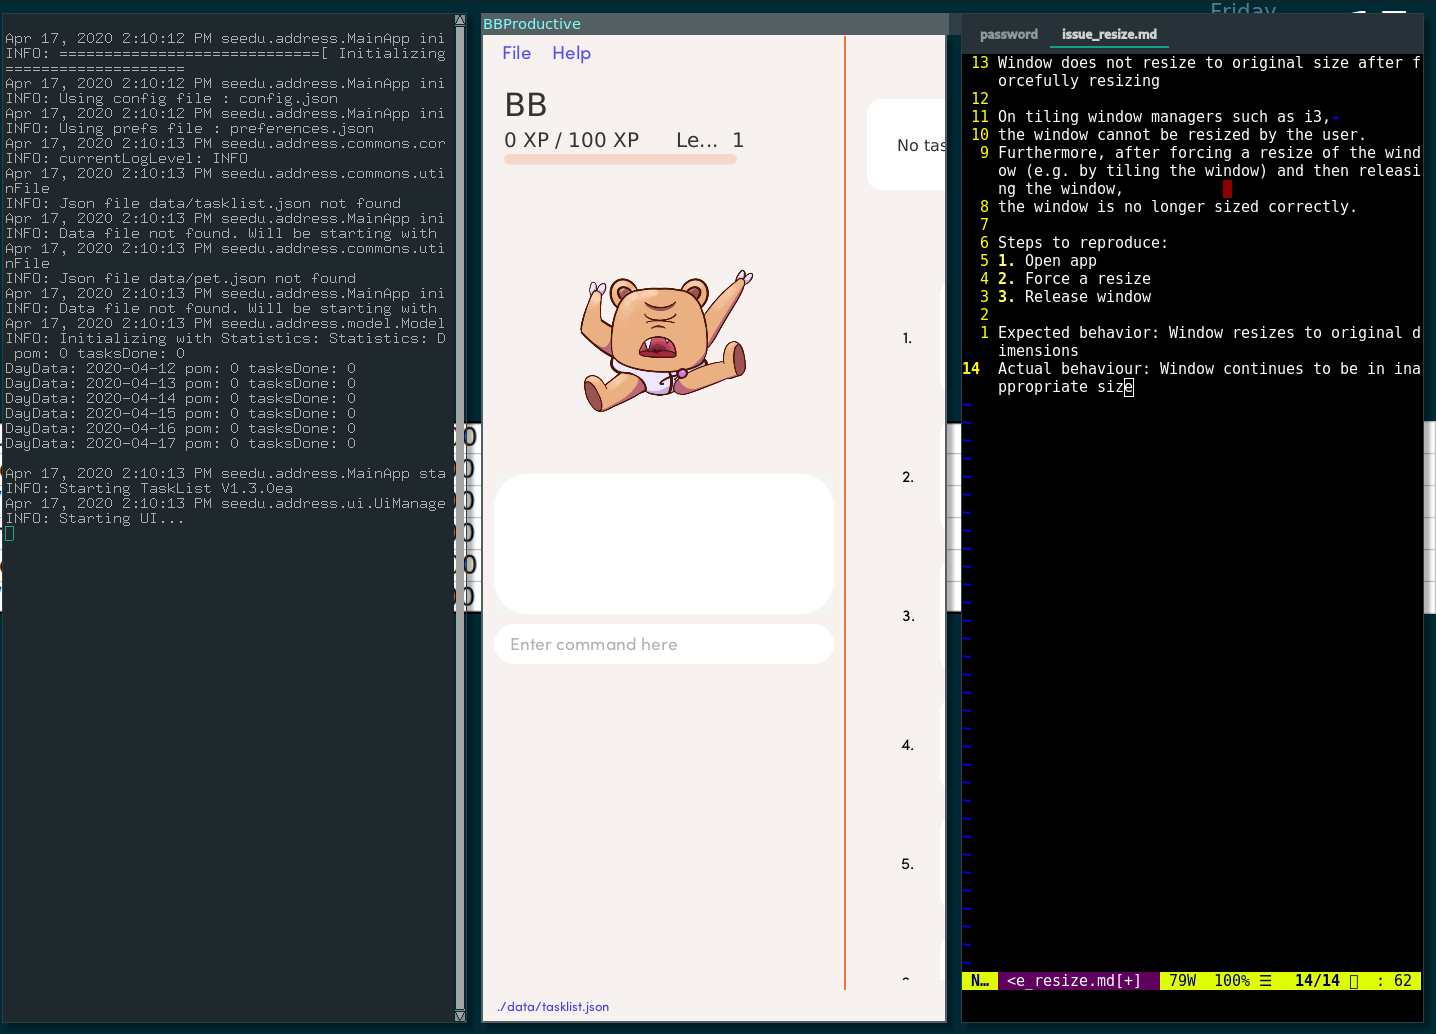 Friday
Apr 17, 2020 2:10:12 PM seedu.address.MainApp ini
INFO: =============================[ Initializing
====================
Apr 17, 2020 2:10:12 PM seedu.address.MainApp ini
INFO: Using config file : config.json
Apr 17, 2020 2:10:12 PM seedu.address.MainApp ini
INFO: Using prefs file : preferences.json
Apr 17, 2020 2:10:13 PM seedu.address.commons.cor
INFO: currentLogLevel: INFO
Apr 17, 2020 2:10:13 PM seedu.address.commons.uti
nFile
INFO: Json file data/tasklist.json not found
Apr 17, 2020 2:10:13 PM seedu.address.MainApp ini
INFO: Data file not found. Will be starting with
Apr 17, 2020 2:10:13 PM seedu.address.commons.uti
nFile
INFO: Json file data/pet.json not found
Apr 17, 2020 2:10:13 PM seedu.address.MainApp ini
INFO: Data file not found. Will be starting with
Apr 17, 2020 2:10:13 PM seedu.address.model.Model
INFO: Initializing with Statistics: Statistics: D
pom: 0 tasksDone: 0
DayData: 2020-04-12 pom: 0 tasksDone: 0
DayData: 2020-04-13 pom: 0 tasksDone: 0
DayData: 2020-04-14 pom: 0 tasksDone: 0
DayData: 2020-04-15 pom: 0 tasksDone: 0
DayData: 2020-04-16 pom: 0 tasksDone: 0
DayData: 2020-04-17 pom: 0 tasksDone: 0
Apr 17, 2020 2:10:13 PM seedu.address.MainApp sta
INFO: Starting TaskList V1.3.0ea
Apr 17, 2020 2:10:13 PM seedu.address.ui.UiManage
INFO: Starting UI...
BBProductive
File Help
BB
0 XP / 100 XP Le... 1
No tas
1.
2.
3.
4.
5.
Enter command here
./data/tasklist.json
password issue_resize.md
13 Window does not resize to original size after f
orcefully resizing
12
11 On tiling window managers such as i3,-
10 the window cannot be resized by the user.
9 Furthermore, after forcing a resize of the wind
ow (e.g. by tiling the window) and then releasi
ng the window,
8 the window is no longer sized correctly.
7
6 Steps to reproduce:
5 1. Open app
4 2. Force a resize
3 3. Release window
2
1 Expected behavior: Window resizes to original d
imensions
14 Actual behaviour: Window continues to be in ina
ppropriate size
N… <e_resize.md[+] 79W 100% ☰ 14/14 : 62